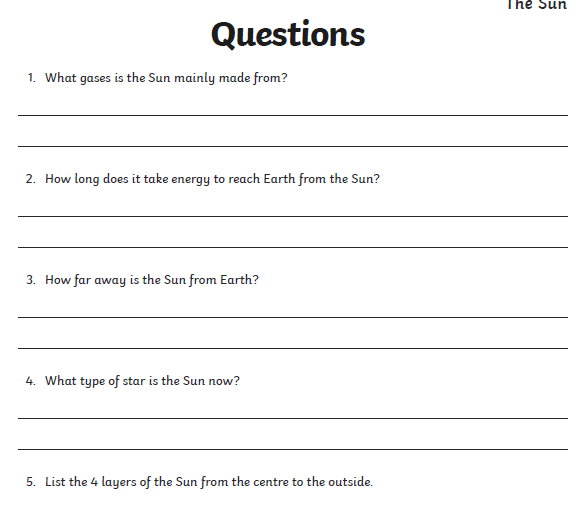 The Sun
Questions
1. What gases is the Sun mainly made from?
2. How long does it take energy to reach Earth from the Sun?
3. How far away is the Sun from Earth?
4. What type of star is the Sun now?
5. List the 4 layers of the Sun from the centre to the outside.